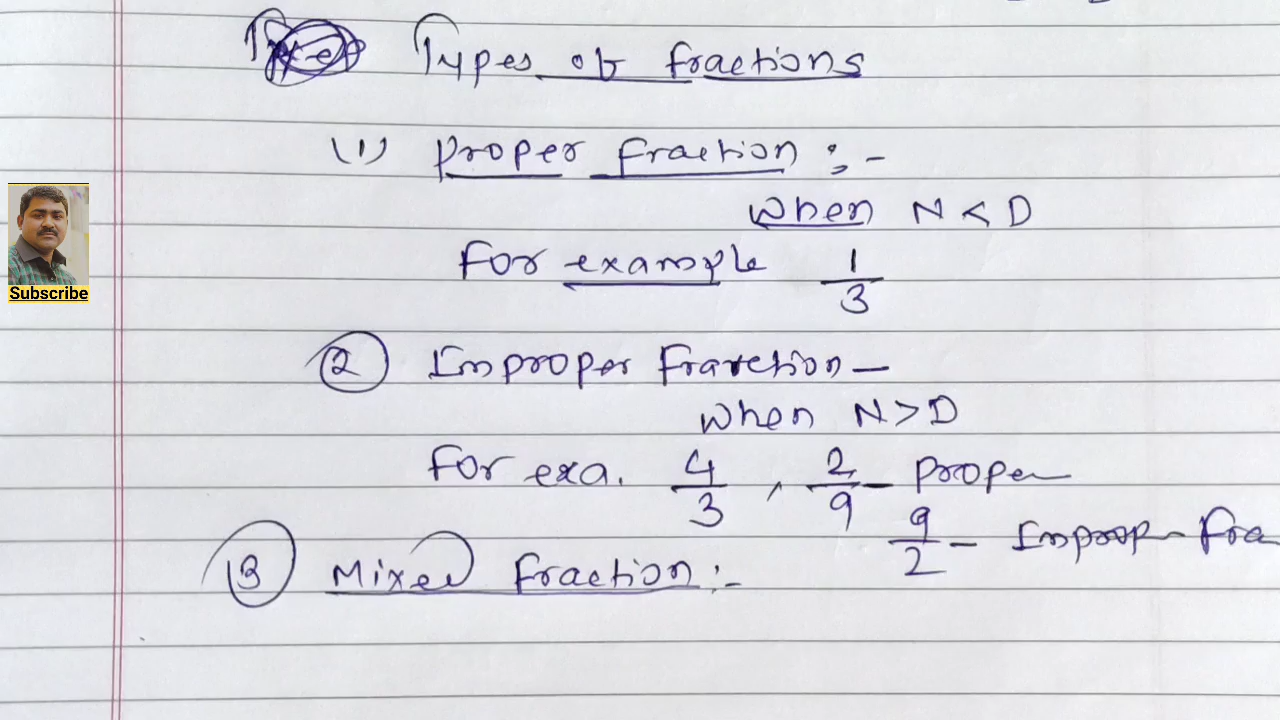 Types of fractions
(1) Proper fraction :-
When N < D
For example 1/3
Subscribe
(2) Improper Fraretion —
When N > D
For exa. 4/3 , 2/9 — Proper
9/2 — Improp- Fra
(3) Mixed fraction :-